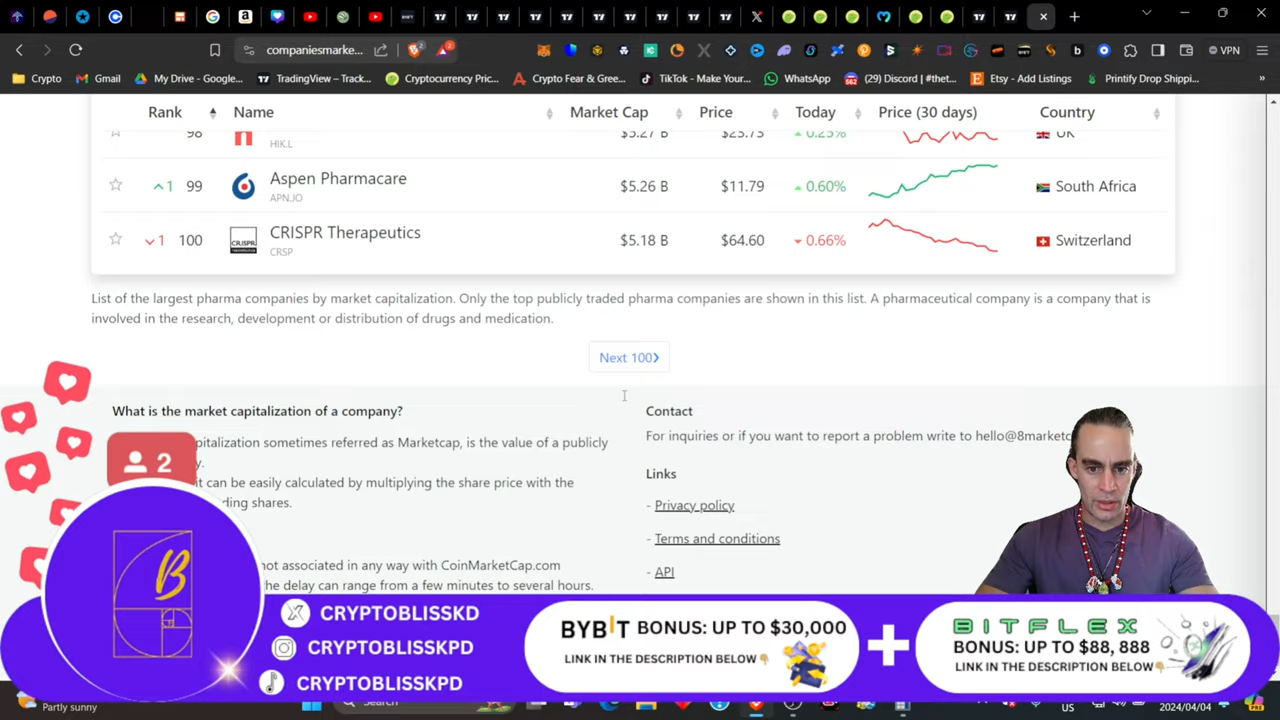 companiesmarke...
VPN
Crypto
Gmail
My Drive - Google...
TradingView – Track...
Cryptocurrency Pric...
Crypto Fear & Gree...
TikTok - Make Your...
WhatsApp
(29) Discord | #thet...
Etsy - Add Listings
Printify Drop Shippi...
Rank
Name
Market Cap
Price
Today
Price (30 days)
Country
98
HIK.L
$5.27 B
$23.73
0.25%
UK
1 99
Aspen Pharmacare
APN.JO
$5.26 B
$11.79
0.60%
South Africa
1 100
CRISPR Therapeutics
CRSP
$5.18 B
$64.60
0.66%
Switzerland
List of the largest pharma companies by market capitalization. Only the top publicly traded pharma companies are shown in this list. A pharmaceutical company is a company that is
involved in the research, development or distribution of drugs and medication.
Next 100
What is the market capitalization of a company?
pitalization sometimes referred as Marketcap, is the value of a publicly
y.
it can be easily calculated by multiplying the share price with the
ding shares.
not associated in any way with CoinMarketCap.com
the delay can range from a few minutes to several hours.
Contact
For inquiries or if you want to report a problem write to hello@8marketc
Links
- Privacy policy
- Terms and conditions
- API
2
B
CRYPTOBLISSKD
CRYPTOBLISSKPD
CRYPTOBLISSKPD
BYBIT BONUS: UP TO $30,000
LINK IN THE DESCRIPTION BELOW
+
BITFLEX
BONUS: UP TO $88, 888
LINK IN THE DESCRIPTION BELOW
Partly sunny
Search
US
2024/04/04